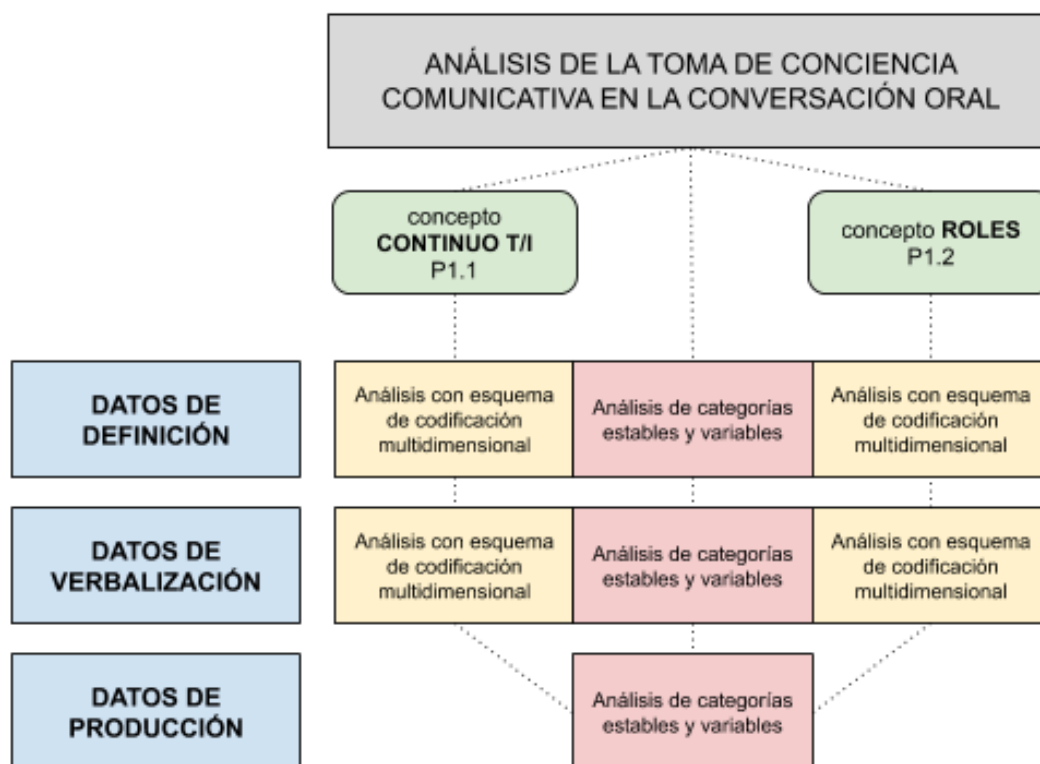 ANÁLISIS DE LA TOMA DE CONCIENCIA
COMUNICATIVA EN LA CONVERSACIÓN ORAL
concepto
CONTINUO T/I
P1.1
concepto ROLES
P1.2
DATOS DE
DEFINICIÓN
Análisis con esquema
de codificación
multidimensional
Análisis de categorías
estables y variables
Análisis con esquema
de codificación
multidimensional
DATOS DE
VERBALIZACIÓN
Análisis con esquema
de codificación
multidimensional
Análisis de categorías
estables y variables
Análisis con esquema
de codificación
multidimensional
DATOS DE
PRODUCCIÓN
Análisis de categorías
estables y variables